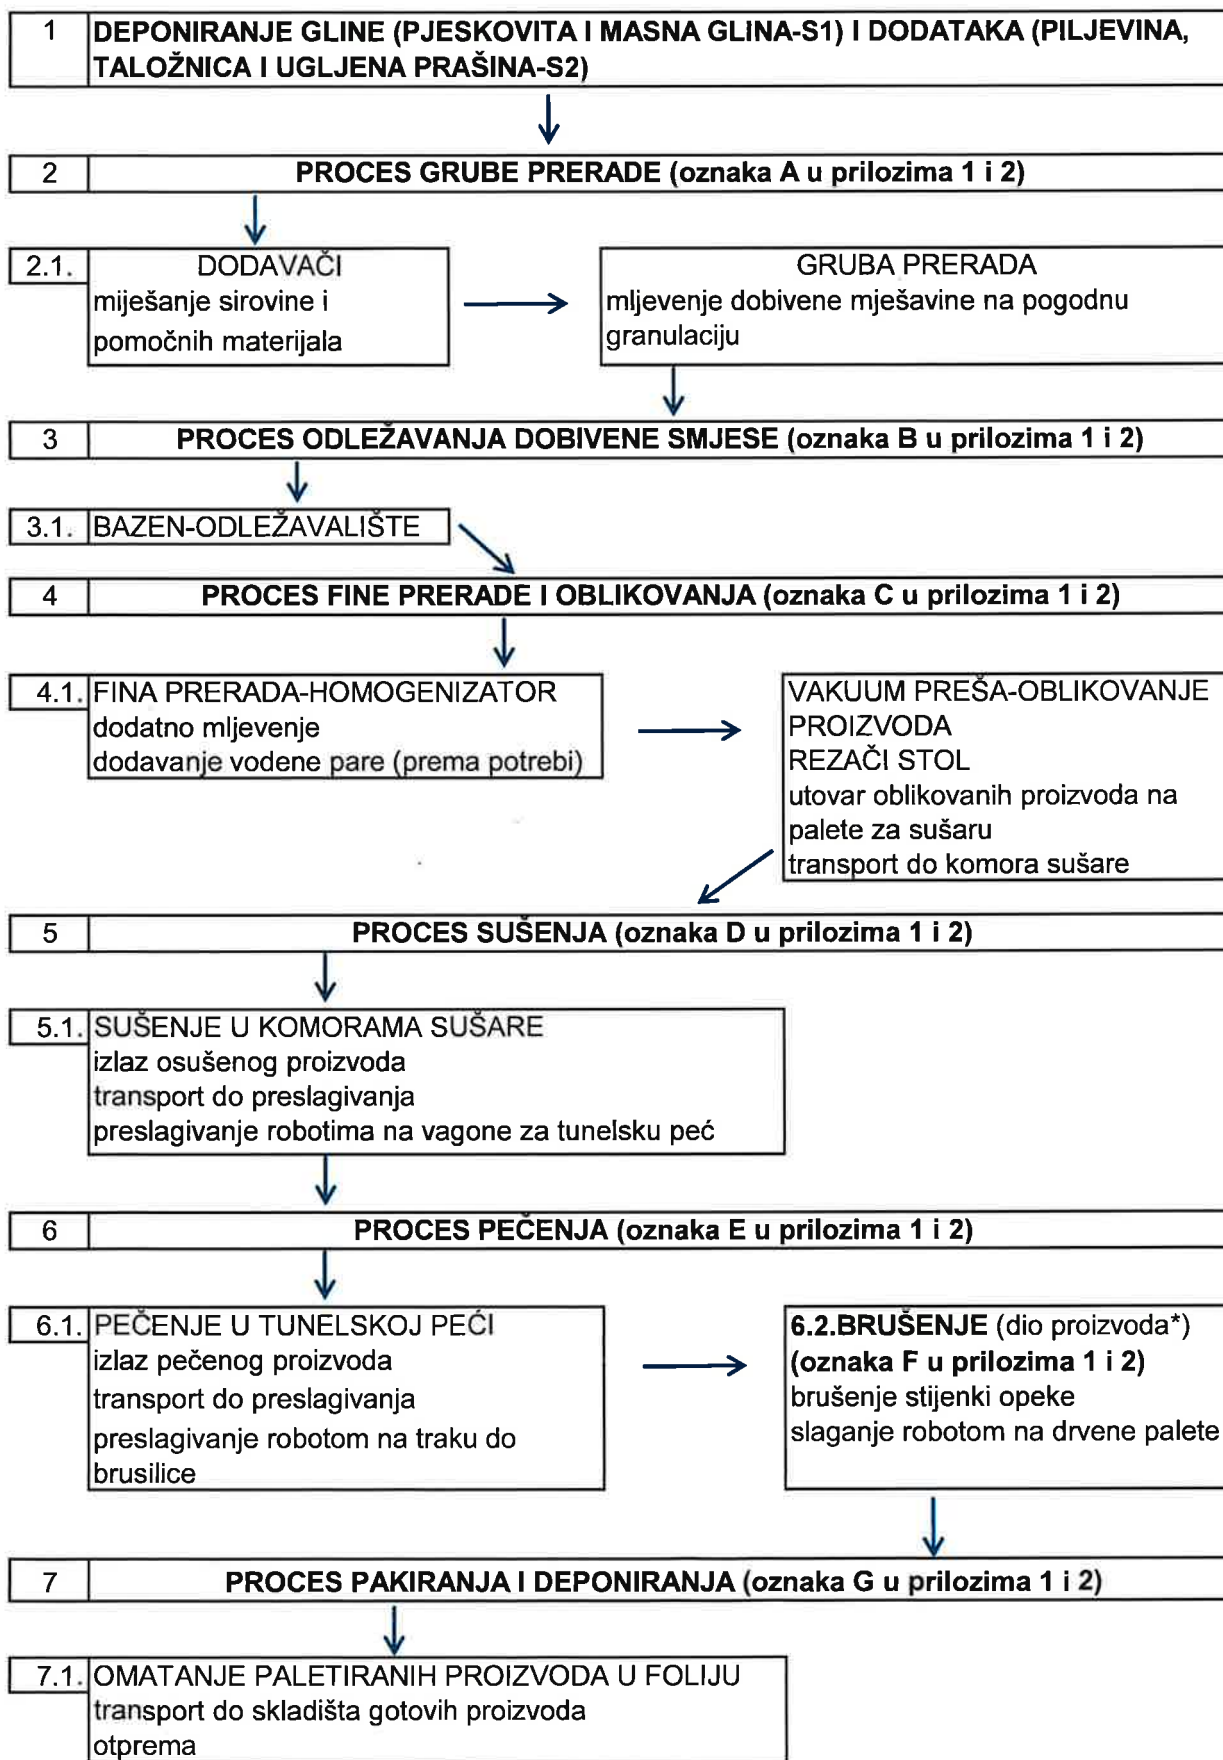 1 DEPONIRANJE GLINE (PJESKOVITA I MASNA GLINA-S1) I DODATAKA (PILJEVINA,
TALOŽNICA I UGLJENA PRAŠINA-S2)
2 PROCES GRUBE PRERADE (oznaka A u prilozima 1 i 2)
2.1. DODAVAČI
miješanje sirovine i
pomočnih materijala
GRUBA PRERADA
mljevenje dobivene mješavine na pogodnu
granulaciju
3 PROCES ODLEŽAVANJA DOBIVENE SMJESE (oznaka B u prilozima 1 i 2)
3.1. BAZEN-ODLEŽAVALIŠTE
4 PROCES FINE PRERADE I OBLIKOVANJA (oznaka C u prilozima 1 i 2)
4.1. FINA PRERADA-HOMOGENIZATOR
dodatno mljevenje
dodavanje vodene pare (prema potrebi)
VAKUUM PREŠA-OBLIKOVANJE
PROIZVODA
REZAČI STOL
utovar oblikovanih proizvoda na
palete za sušaru
transport do komora sušare
5 PROCES SUŠENJA (oznaka D u prilozima 1 i 2)
5.1. SUŠENJE U KOMORAMA SUŠARE
izlaz osušenog proizvoda
transport do preslagivanja
preslagivanje robotima na vagone za tunelsku peć
6 PROCES PEČENJA (oznaka E u prilozima 1 i 2)
6.1. PEČENJE U TUNELSKOJ PEĆI
izlaz pečenog proizvoda
transport do preslagivanja
preslagivanje robotom na traku do
brusilice
6.2.BRUŠENJE (dio proizvoda*)
(oznaka F u prilozima 1 i 2)
brušenje stijenki opeke
slaganje robotom na drvene palete
7 PROCES PAKIRANJA I DEPONIRANJA (oznaka G u prilozima 1 i 2)
7.1. OMATANJE PALETIRANIH PROIZVODA U FOLIJU
transport do skladišta gotovih proizvoda
otprema